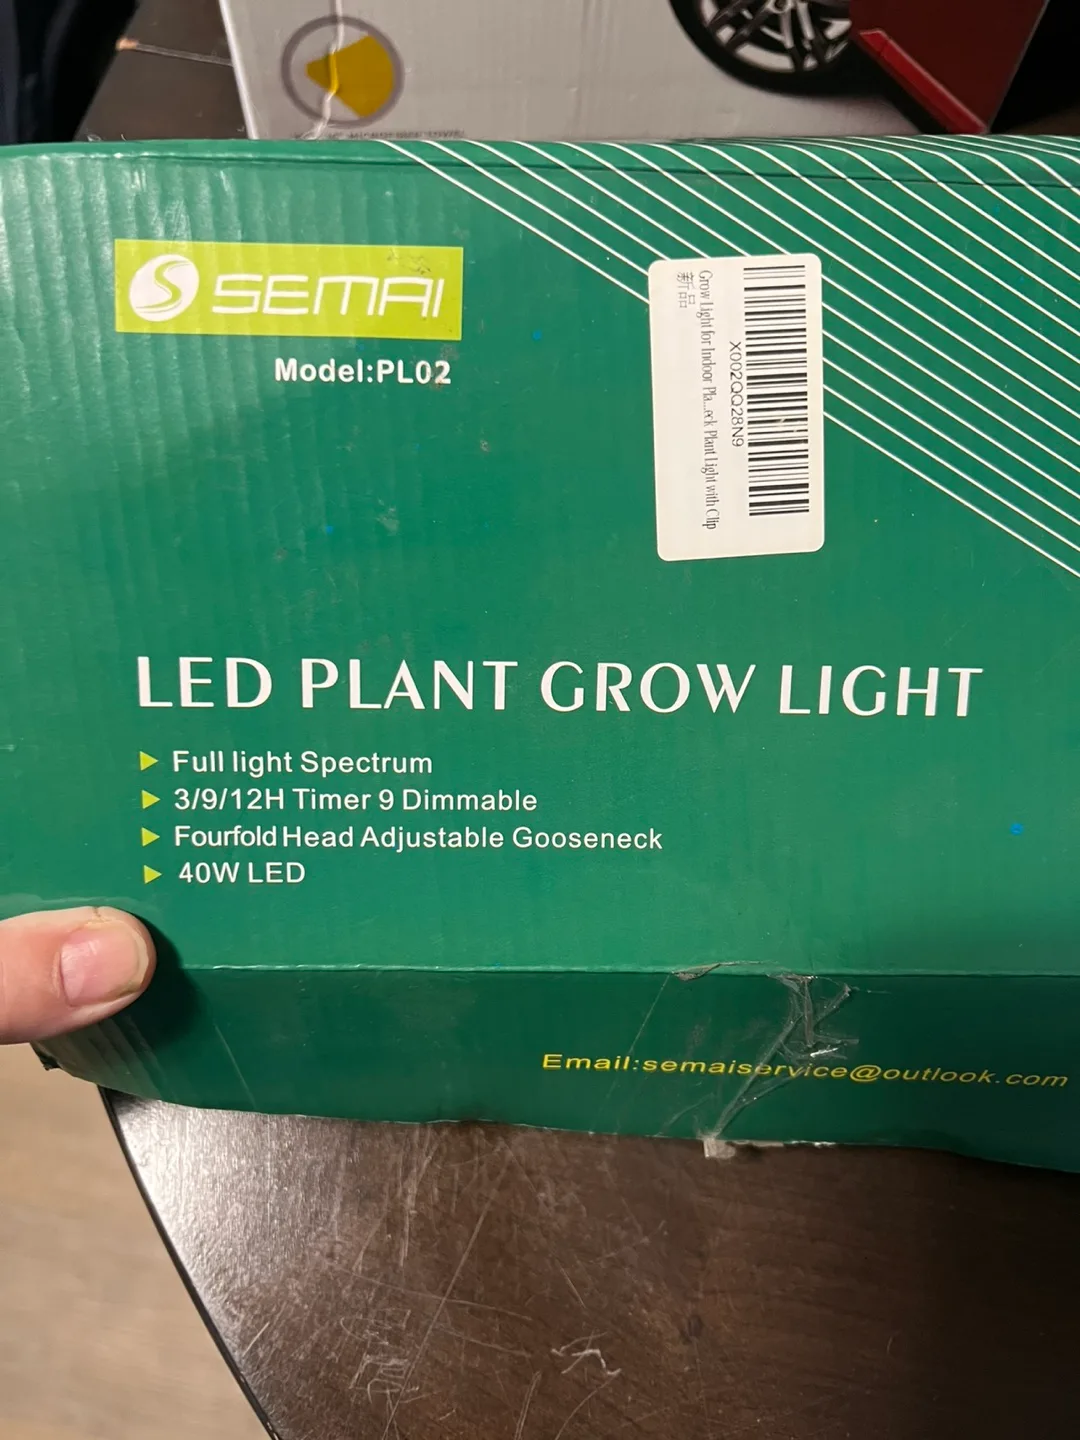 SEMAI
Model:PL02
Grow Light for Indoor Pla...eck Plant Light with Clip
新品
X002QQ28N9
LED PLANT GROW LIGHT
Full light Spectrum
3/9/12H Timer 9 Dimmable
Fourfold Head Adjustable Gooseneck
40W LED
Email:semaiservice@outlook.com